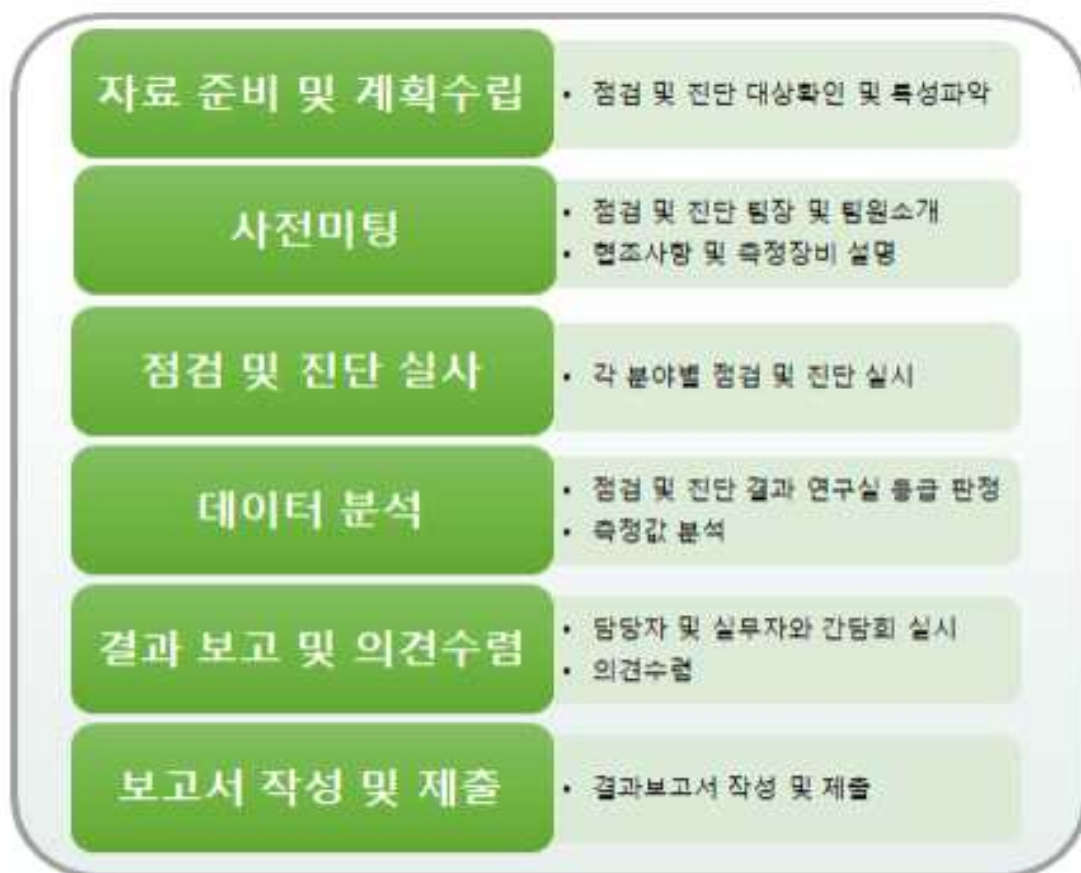 자료 준비 및 계획수립
• 점검 및 진단 대상확인 및 특성파악
사전미팅
• 점검 및 진단 팀장 및 팀원소개
• 협조사항 및 측정장비 설명
점검 및 진단 실사
• 각 분야별 점검 및 진단 실시
데이터 분석
• 점검 및 진단 결과 연구실 등급 판정
• 측정값 분석
결과 보고 및 의견수렴
• 담당자 및 실무자와 간담회 실시
• 의견수렴
보고서 작성 및 제출
• 결과보고서 작성 및 제출